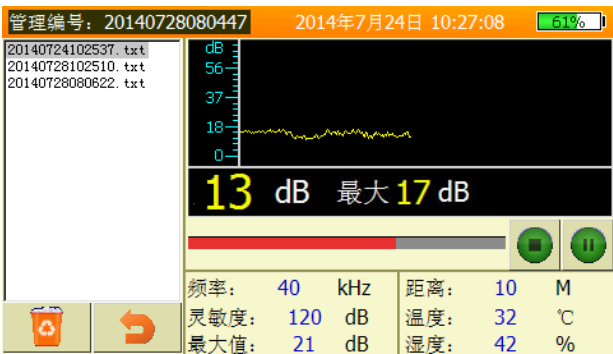 管理编号：20140728080447 2014年7月24日 10:27:08 61%
20140724102537.txt
20140728102510.txt
20140728080622.txt
dB
56
37
18
0
13 dB 最大 17 dB
频率： 40 kHz 距离： 10 M
灵敏度： 120 dB 温度： 32 ℃
最大值： 21 dB 湿度： 42 %